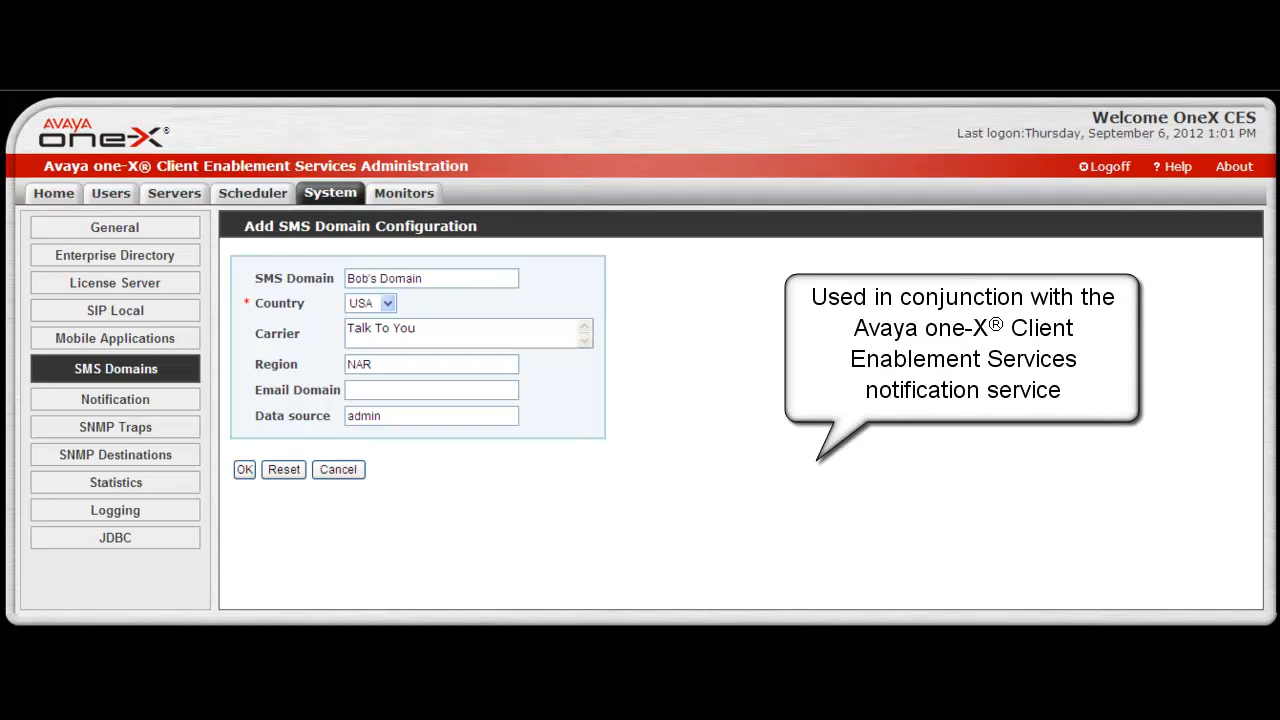 AVAYA
one-X®
Welcome OneX CES
Last logon:Thursday, September 6, 2012 1:01 PM
Avaya one-X® Client Enablement Services Administration
Logoff ? Help About
Home Users Servers Scheduler System Monitors
General
Enterprise Directory
License Server
SIP Local
Mobile Applications
SMS Domains
Notification
SNMP Traps
SNMP Destinations
Statistics
Logging
JDBC
Add SMS Domain Configuration
SMS Domain Bob's Domain
* Country USA
Carrier Talk To You
Region NAR
Email Domain
Data source admin
OK Reset Cancel
Used in conjunction with the
Avaya one-X® Client
Enablement Services
notification service